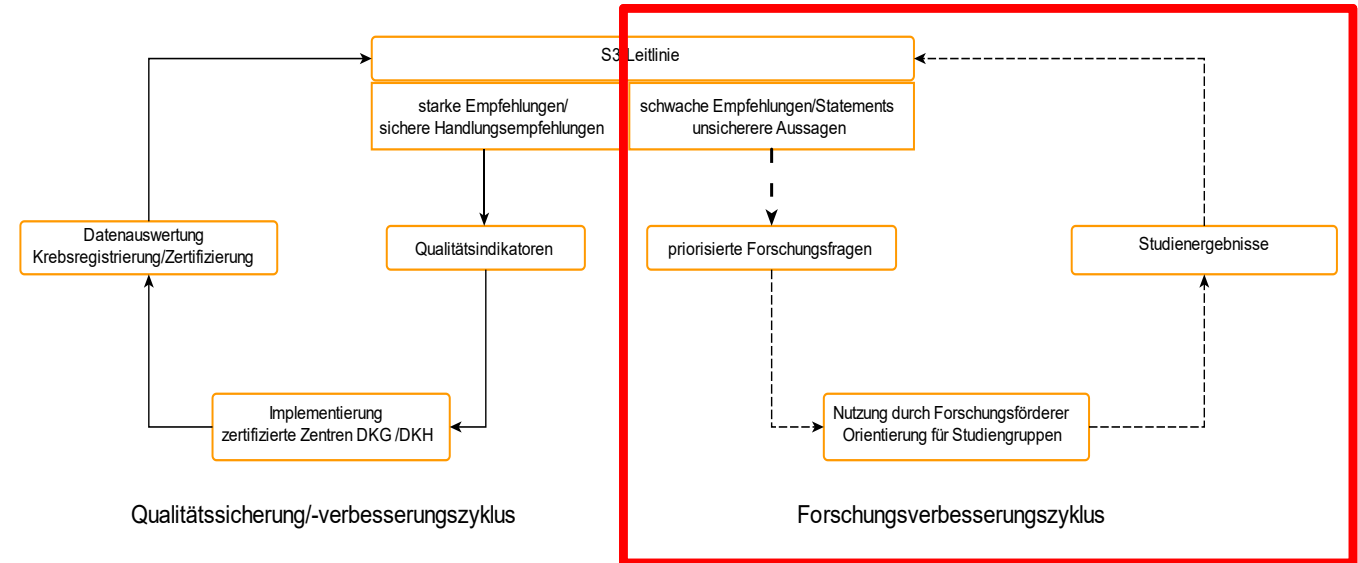 S3 Leitlinie
starke Empfehlungen/
sichere Handlungsempfehlungen
schwache Empfehlungen/Statements
unsicherere Aussagen
Datenauswertung
Krebsregistrierung/Zertifizierung
Qualitätsindikatoren
priorisierte Forschungsfragen
Studienergebnisse
Implementierung
zertifizierte Zentren DKG /DKH
Nutzung durch Forschungsförderer
Orientierung für Studiengruppen
Qualitätssicherung/-verbesserungszyklus
Forschungsverbesserungszyklus